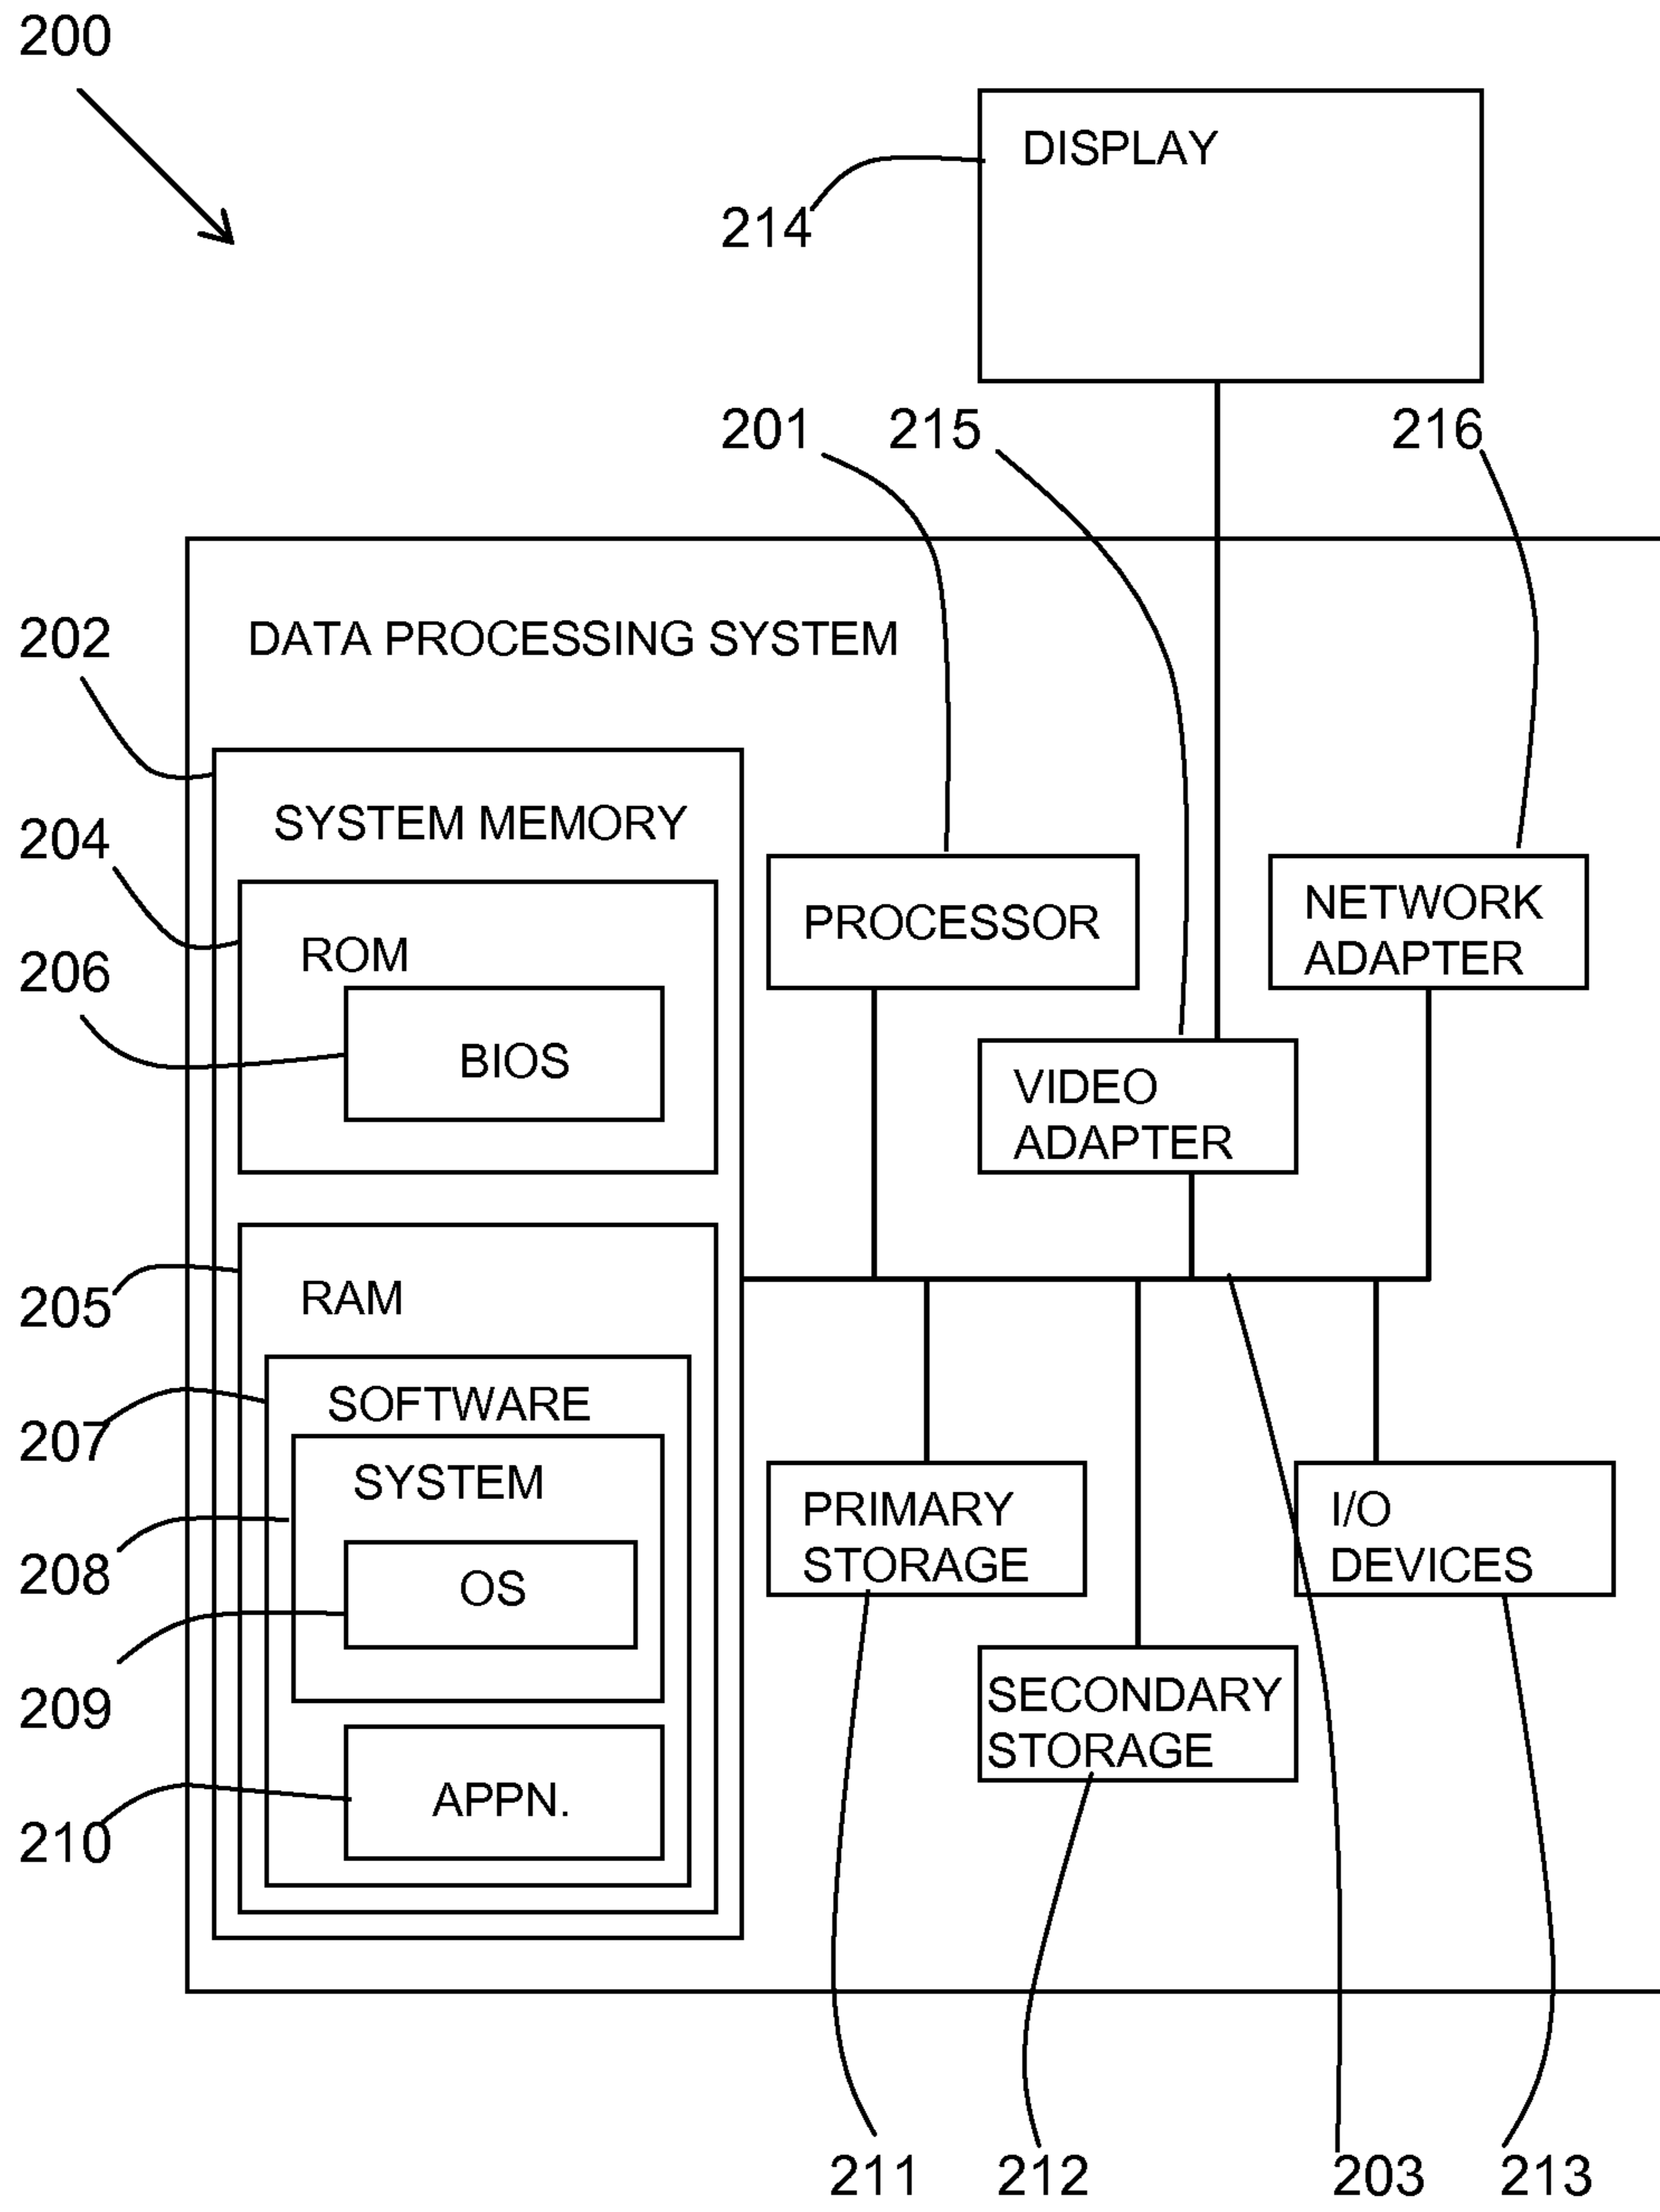 200
DISPLAY
214
201
215
216
202
DATA PROCESSING SYSTEM
SYSTEM MEMORY
204
ROM
206
BIOS
PROCESSOR
NETWORK
ADAPTER
VIDEO
ADAPTER
205
RAM
207
SOFTWARE
SYSTEM
208
OS
209
APPN.
210
PRIMARY
STORAGE
I/O
DEVICES
SECONDARY
STORAGE
211
212
203
213